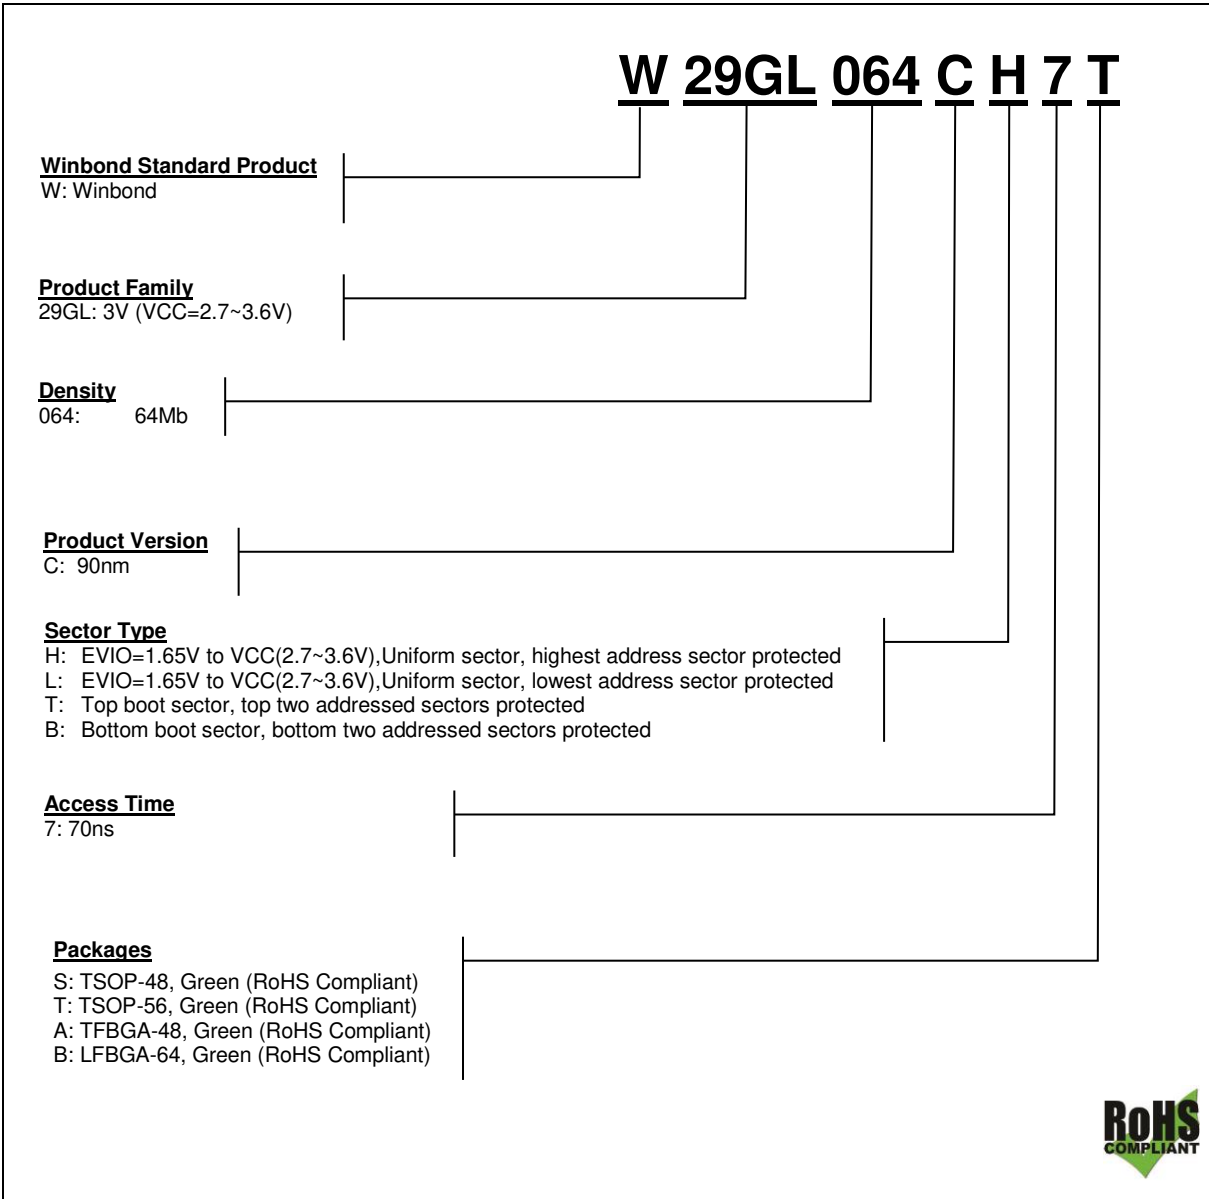 W 29GL 064 C H 7 T
Winbond Standard Product
W: Winbond
Product Family
29GL: 3V (VCC=2.7~3.6V)
Density
064: 64Mb
Product Version
C: 90nm
Sector Type
H: EVIO=1.65V to VCC(2.7~3.6V),Uniform sector, highest address sector protected
L: EVIO=1.65V to VCC(2.7~3.6V),Uniform sector, lowest address sector protected
T: Top boot sector, top two addressed sectors protected
B: Bottom boot sector, bottom two addressed sectors protected
Access Time
7: 70ns
Packages
S: TSOP-48, Green (RoHS Compliant)
T: TSOP-56, Green (RoHS Compliant)
A: TFBGA-48, Green (RoHS Compliant)
B: LFBGA-64, Green (RoHS Compliant)
RoHS
COMPLIANT